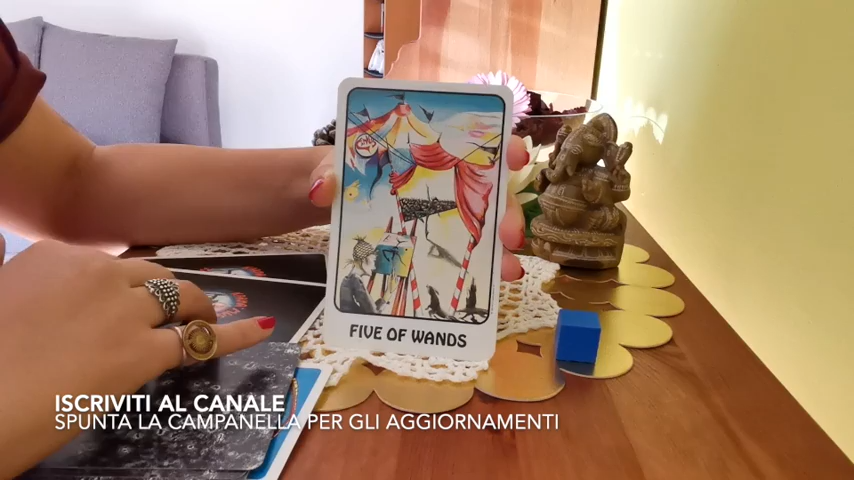 FIVE OF WANDS
ISCRIVITI AL CANALE
SPUNTA LA CAMPANELLA PER GLI AGGIORNAMENTI